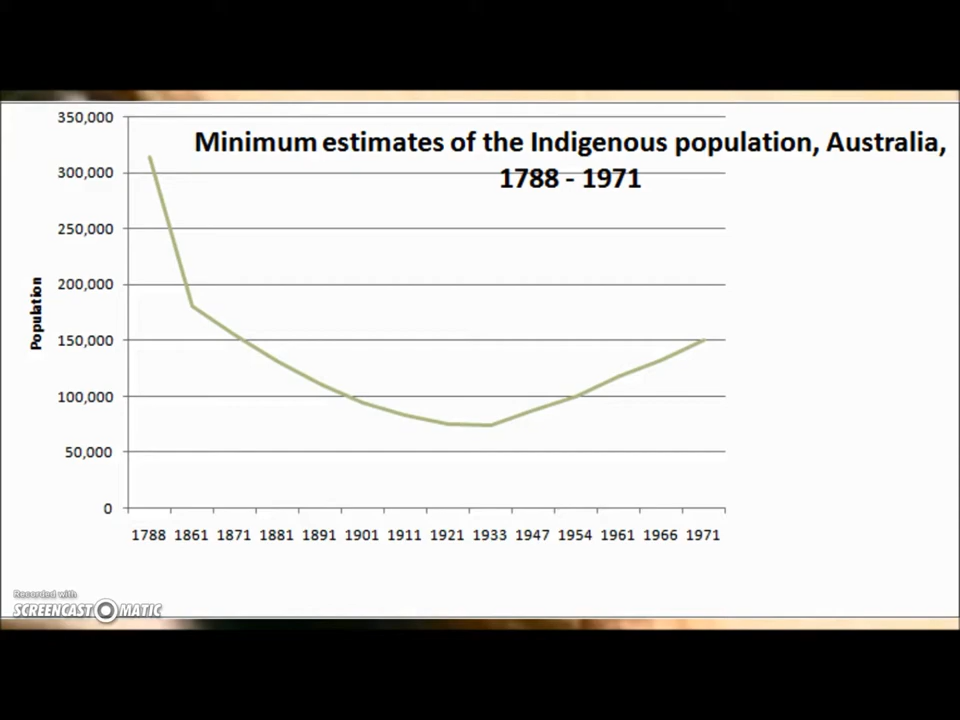 Minimum estimates of the Indigenous population, Australia,
1788 - 1971
350,000
300,000
250,000
200,000
150,000
100,000
50,000
0
Population
1788 1861 1871 1881 1891 1901 1911 1921 1933 1947 1954 1961 1966 1971
Recorded with
SCREENCAST MATIC